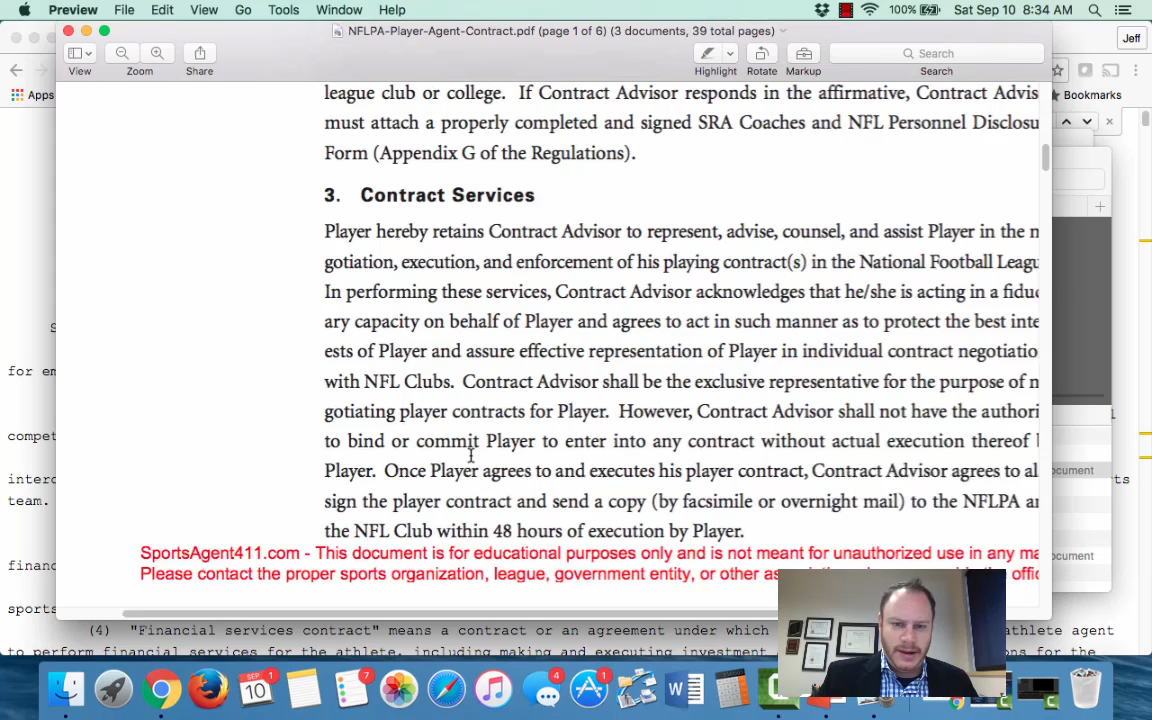 Preview File Edit View Go Tools Window Help 100% Sat Sep 10 8:34 AM
NFLPA-Player-Agent-Contract.pdf (page 1 of 6) (3 documents, 39 total pages)
Jeff
Search
View Zoom Share Highlight Rotate Markup Search
Apps
Bookmarks
league club or college. If Contract Advisor responds in the affirmative, Contract Adviso
must attach a properly completed and signed SRA Coaches and NFL Personnel Disclosu
Form (Appendix G of the Regulations).
3. Contract Services
Player hereby retains Contract Advisor to represent, advise, counsel, and assist Player in the n
gotiation, execution, and enforcement of his playing contract(s) in the National Football Leagu
In performing these services, Contract Advisor acknowledges that he/she is acting in a fiduc
ary capacity on behalf of Player and agrees to act in such manner as to protect the best inte
ests of Player and assure effective representation of Player in individual contract negotiatio
for em
with NFL Clubs. Contract Advisor shall be the exclusive representative for the purpose of n
gotiating player contracts for Player. However, Contract Advisor shall not have the authori
compet
to bind or commit Player to enter into any contract without actual execution thereof
Player. Once Player agrees to and executes his player contract, Contract Advisor agrees to al
ocument
interc
rts
team.
sign the player contract and send a copy (by facsimile or overnight mail) to the NFLPA an
the NFL Club within 48 hours of execution by Player.
SportsAgent411.com - This document is for educational purposes only and is not meant for unauthorized use in any ma
ocument
financ
Please contact the proper sports organization, league, government entity, or other as
sports
(4) "Financial services contract" means a contract or an agreement under which
athlete agent
to perform financial services for the athlete, including making and executing investment
SEP 10
1 7 4 1